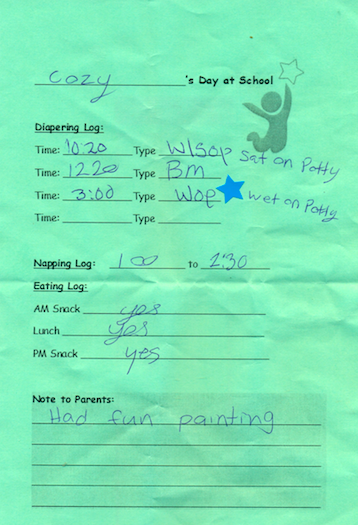 Cozy 's Day at School
Diapering Log:
Time: 10:20 Type W/SOP Sat on Potty
Time: 12:20 Type Bm
Time: 3:00 Type WOP wet on Potty
Time: Type
Napping Log: 1 00 to 2:30
Eating Log:
AM Snack yes
Lunch yes
PM Snack yes
Note to Parents:
Had fun painting